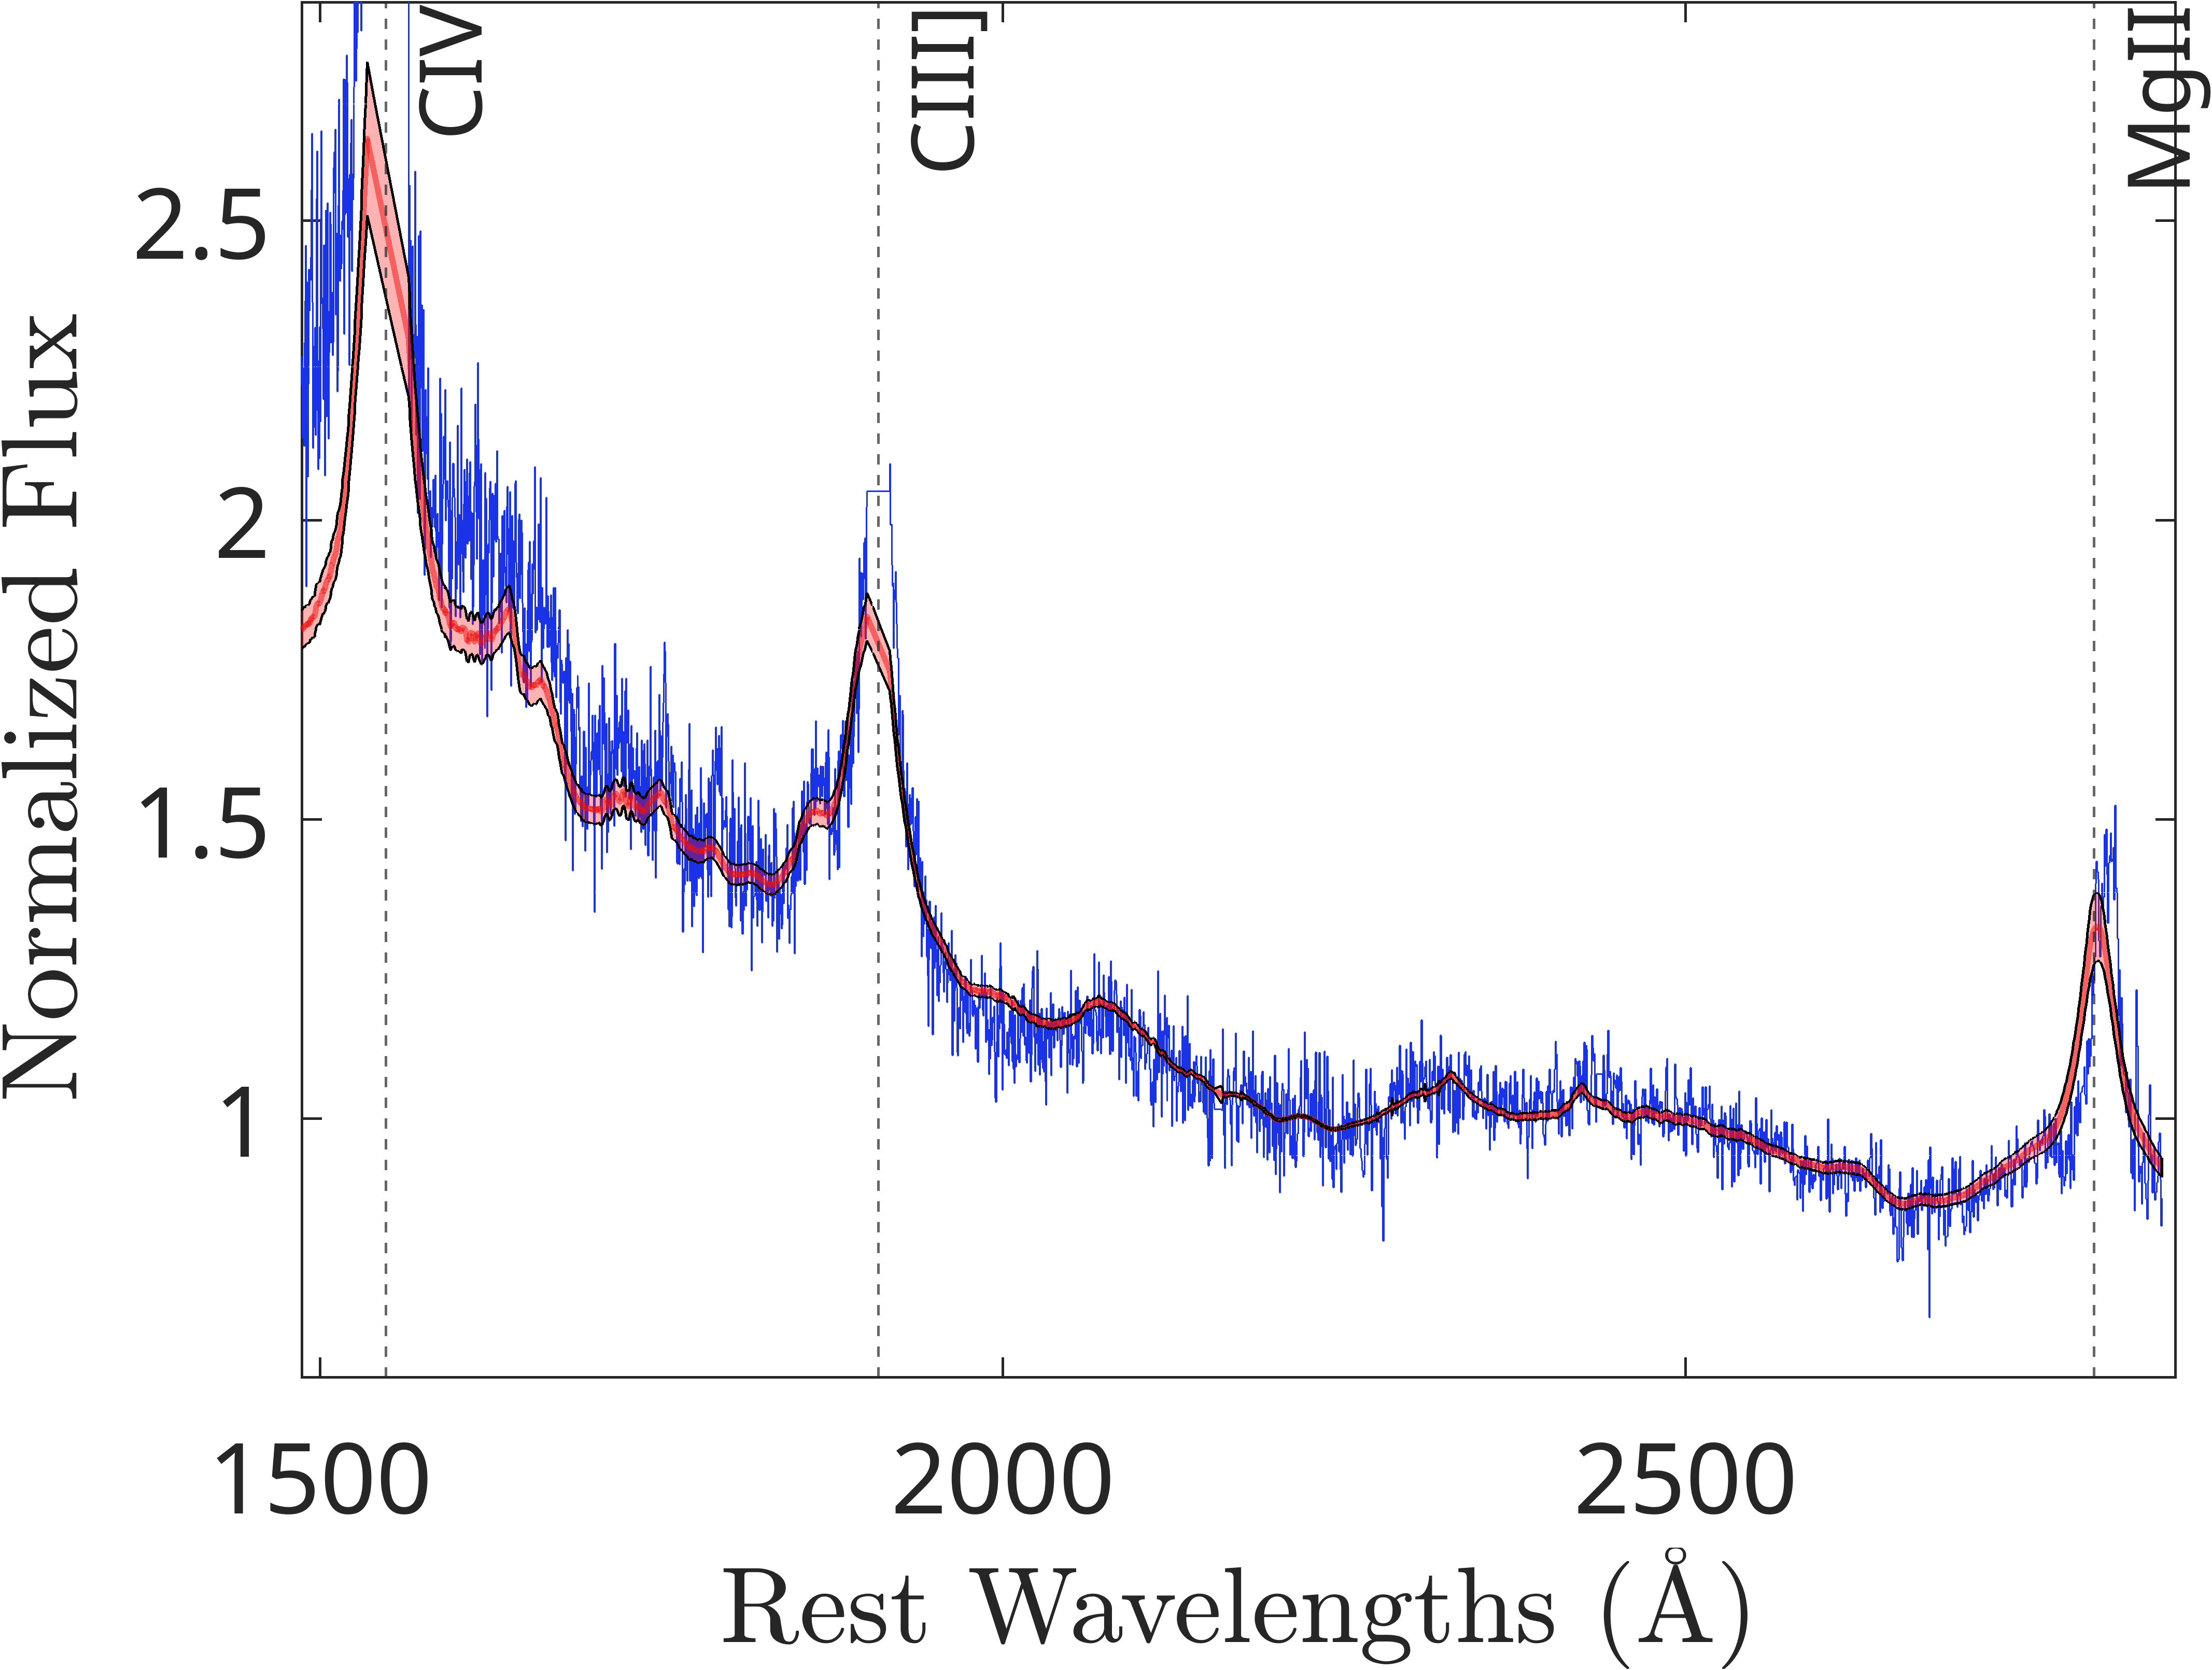 CIV
CIII]
MgII
2.5
2
1.5
1
Normalized Flux
1500
2000
2500
Rest Wavelengths (Å)